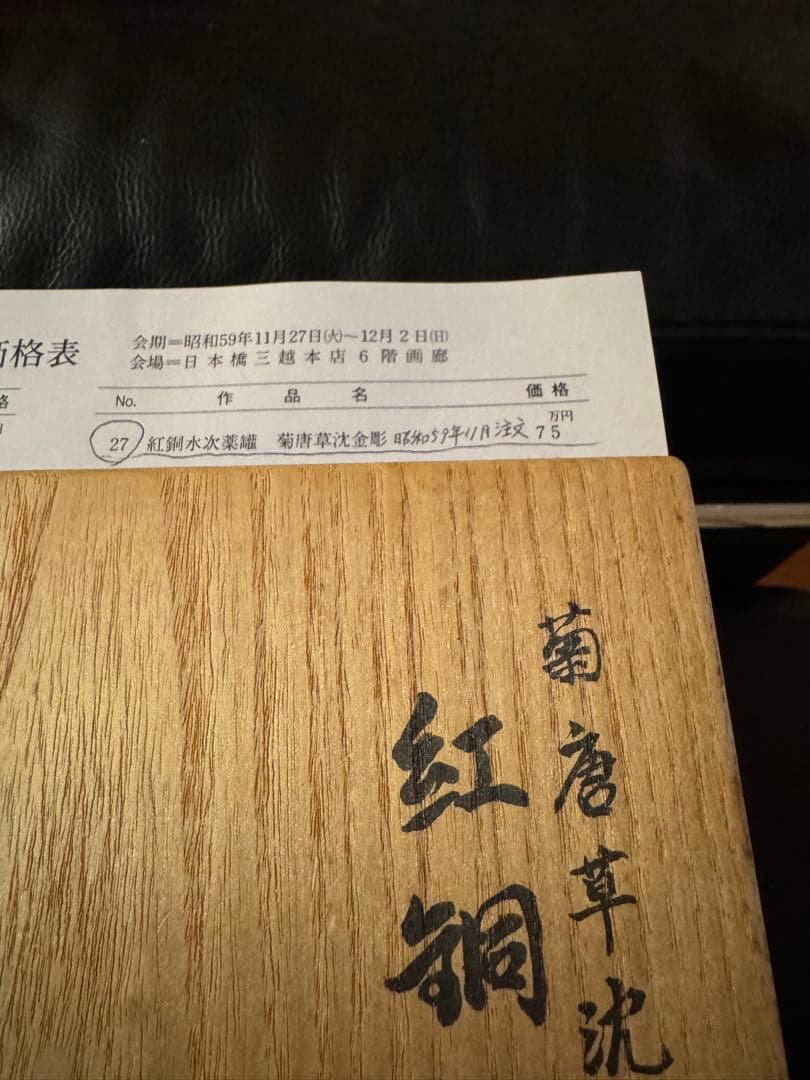 価格表
会期=昭和59年11月27日(火)～12月2日(日)
会場=日本橋三越本店6階画廊
格
No. 作品名 価格
万円
27 紅銅水次薬罐 菊唐草沈金彫 昭和59年11月注文 75
菊唐草沈
紅銅